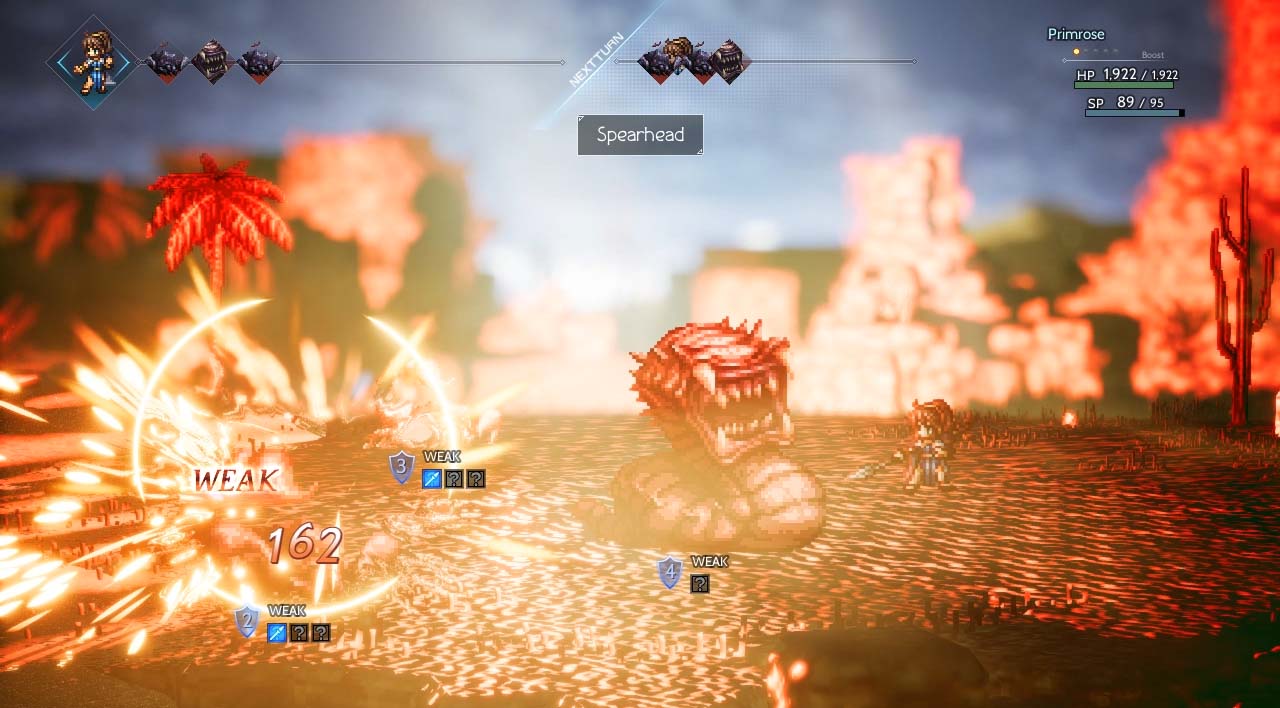 NEXT TURN
Primrose
Boost
HP 1,922 / 1,922
SP 89 / 95
Spearhead
3 WEAK
? ?
WEAK
162
4 WEAK
?
2 WEAK
? ?